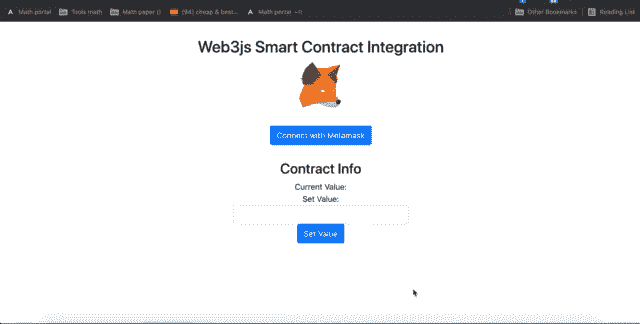 Math portal Tools math Math paper () [94] cheap & best... Math portal ~() Other Bookmarks Reading List
Web3js Smart Contract Integration
Connect with Metamask
Contract Info
Current Value:
Set Value:
Set Value